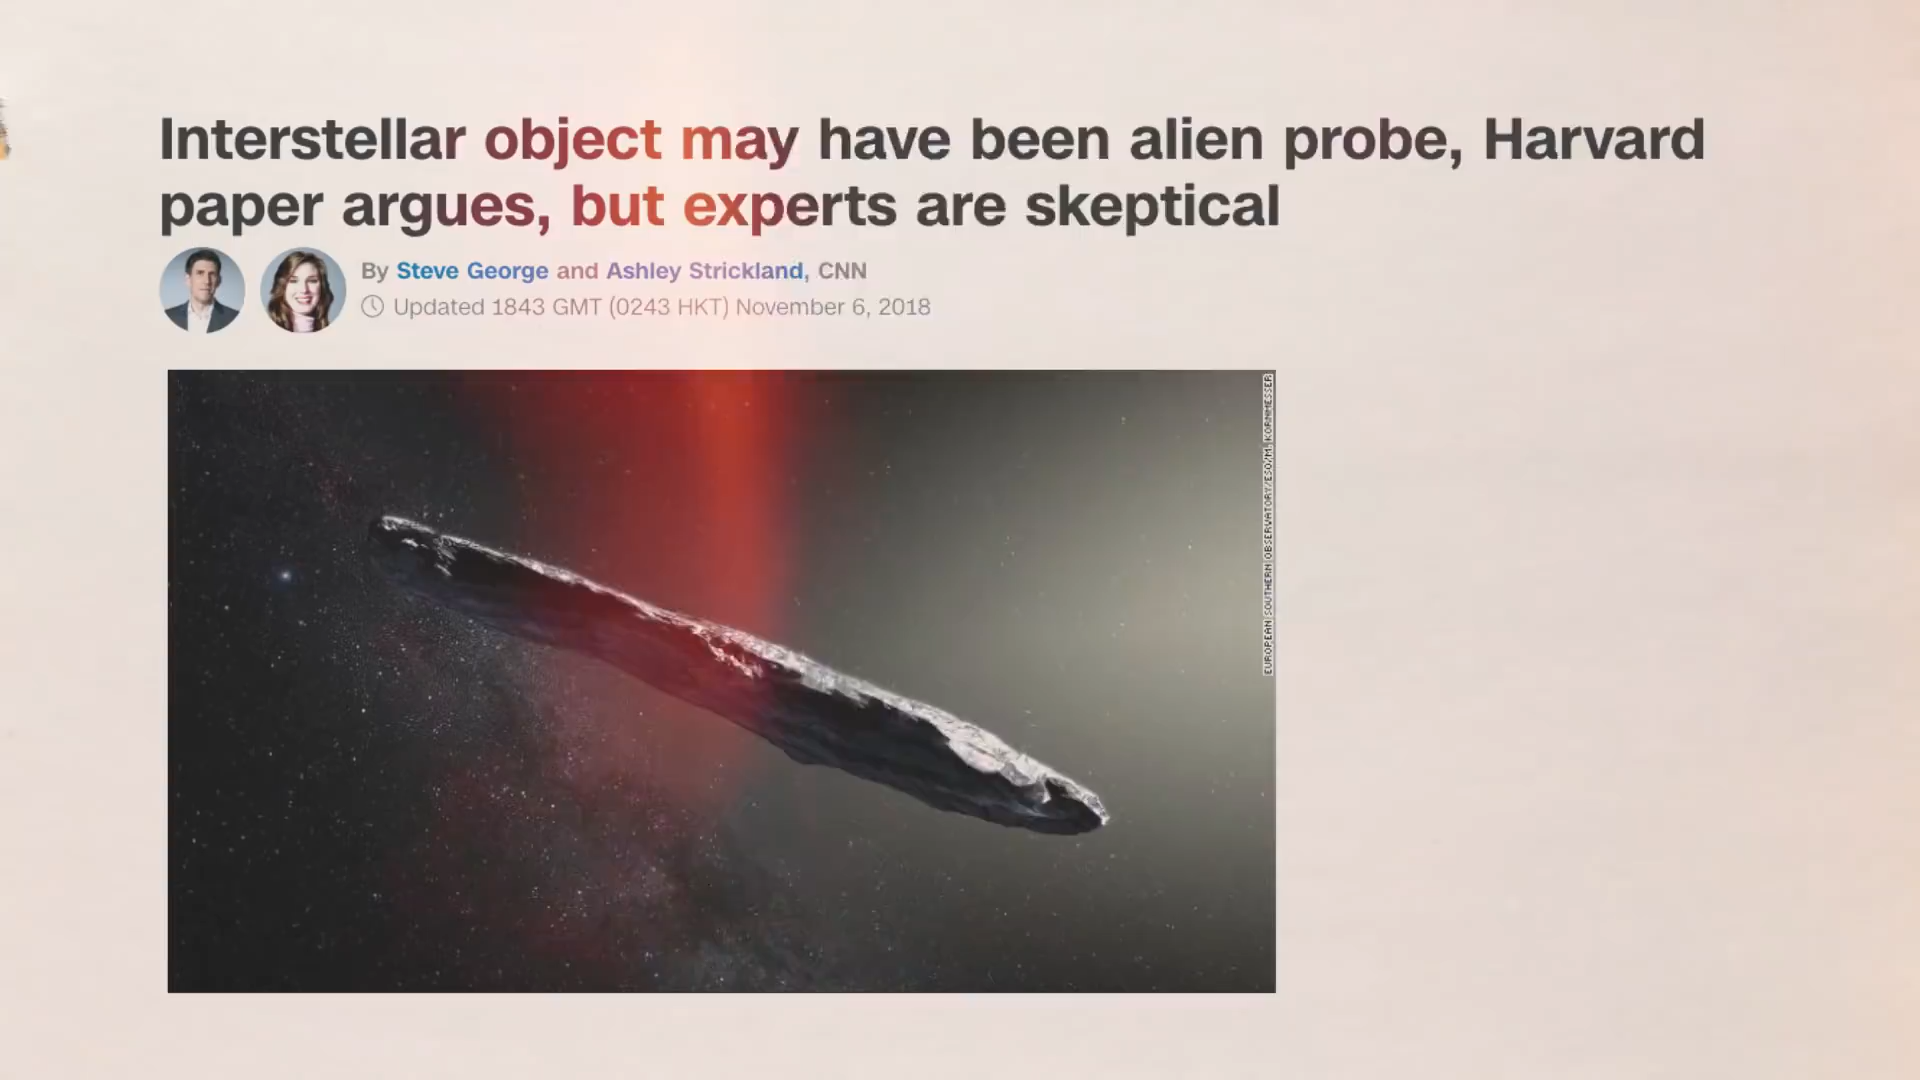 Interstellar object may have been alien probe, Harvard
paper argues, but experts are skeptical
By Steve George and Ashley Strickland, CNN
Updated 1843 GMT (0243 HKT) November 6, 2018
EUROPEAN SOUTHERN OBSERVATORY/ESO/M. KORNMESSER